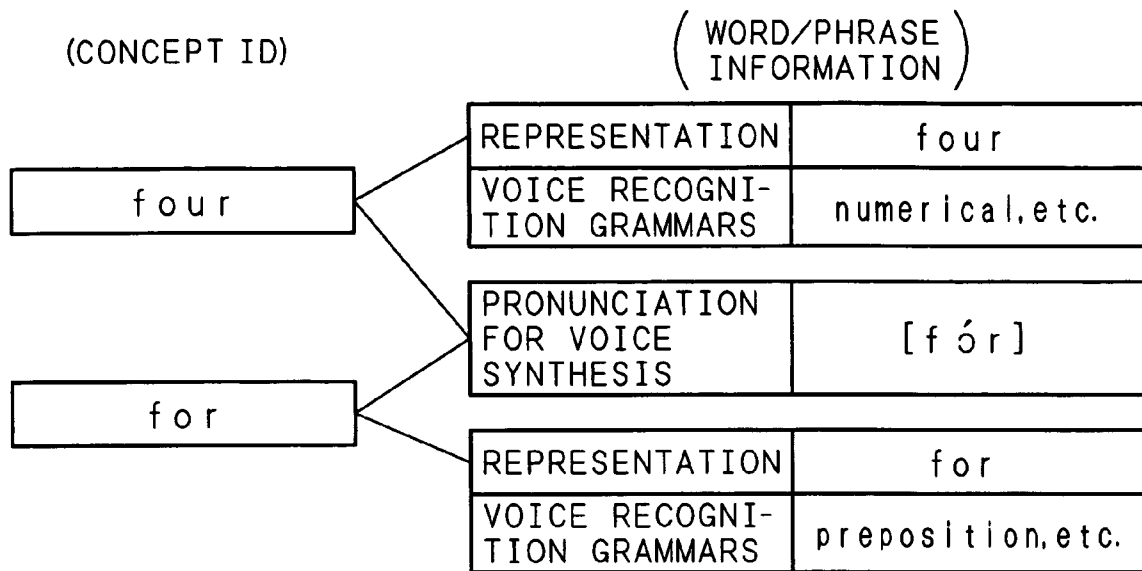 (CONCEPT ID)
(WORD/PHRASE
INFORMATION)
REPRESENTATION
four
VOICE RECOGNI-
TION GRAMMARS
numerical,etc.
four
PRONUNCIATION
FOR VOICE
SYNTHESIS
[fɔ́r]
for
REPRESENTATION
for
VOICE RECOGNI-
TION GRAMMARS
preposition,etc.